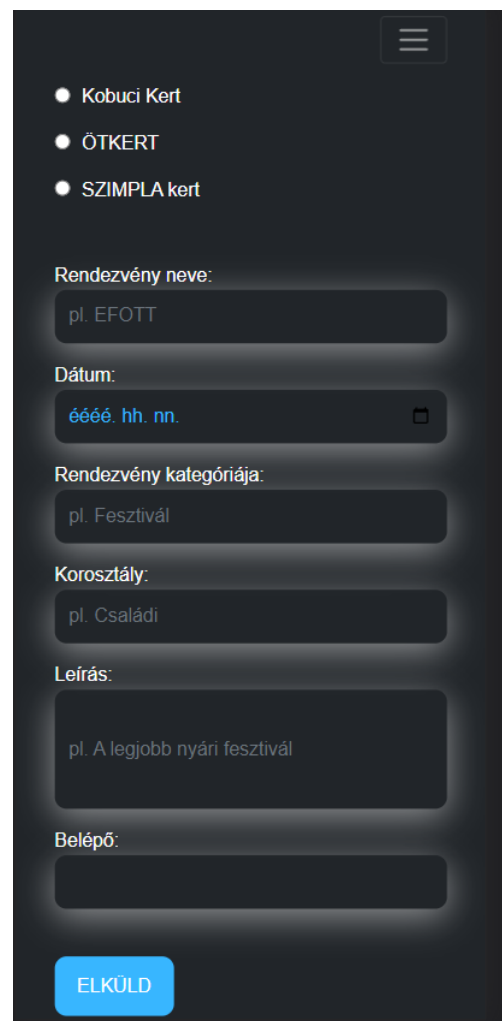 Kobuci Kert
ÖTKERT
SZIMPLA kert
Rendezvény neve:
pl. EFOTT
Dátum:
éééé. hh. nn.
Rendezvény kategóriája:
pl. Fesztivál
Korosztály:
pl. Családi
Leírás:
pl. A legjobb nyári fesztivál
Belépő:
ELKÜLD